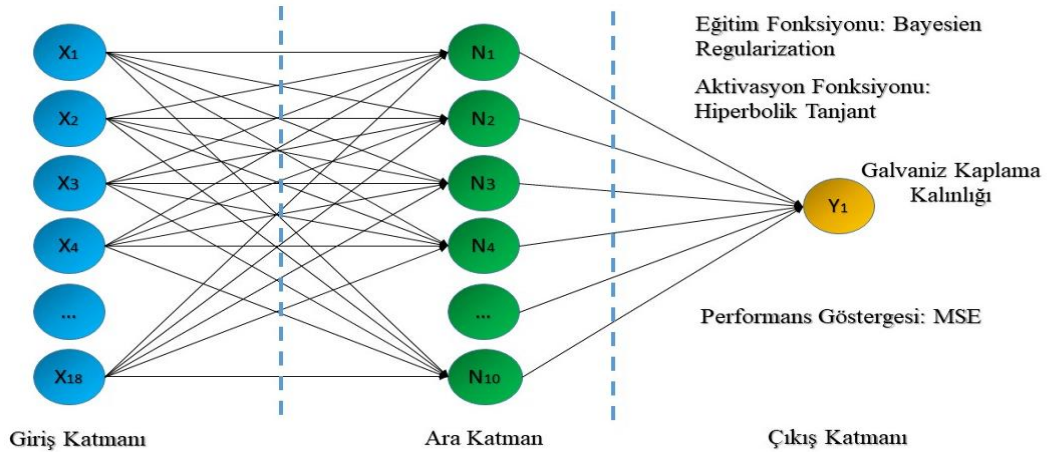 X1
X2
X3
X4
...
X18
Giriş Katmanı
N1
N2
N3
N4
...
N10
Ara Katman
Eğitim Fonksiyonu: Bayesien
Regularization
Aktivasyon Fonksiyonu:
Hiperbolik Tanjant
Galvaniz Kaplama
Kalınlığı
Y1
Performans Göstergesi: MSE
Çıkış Katmanı